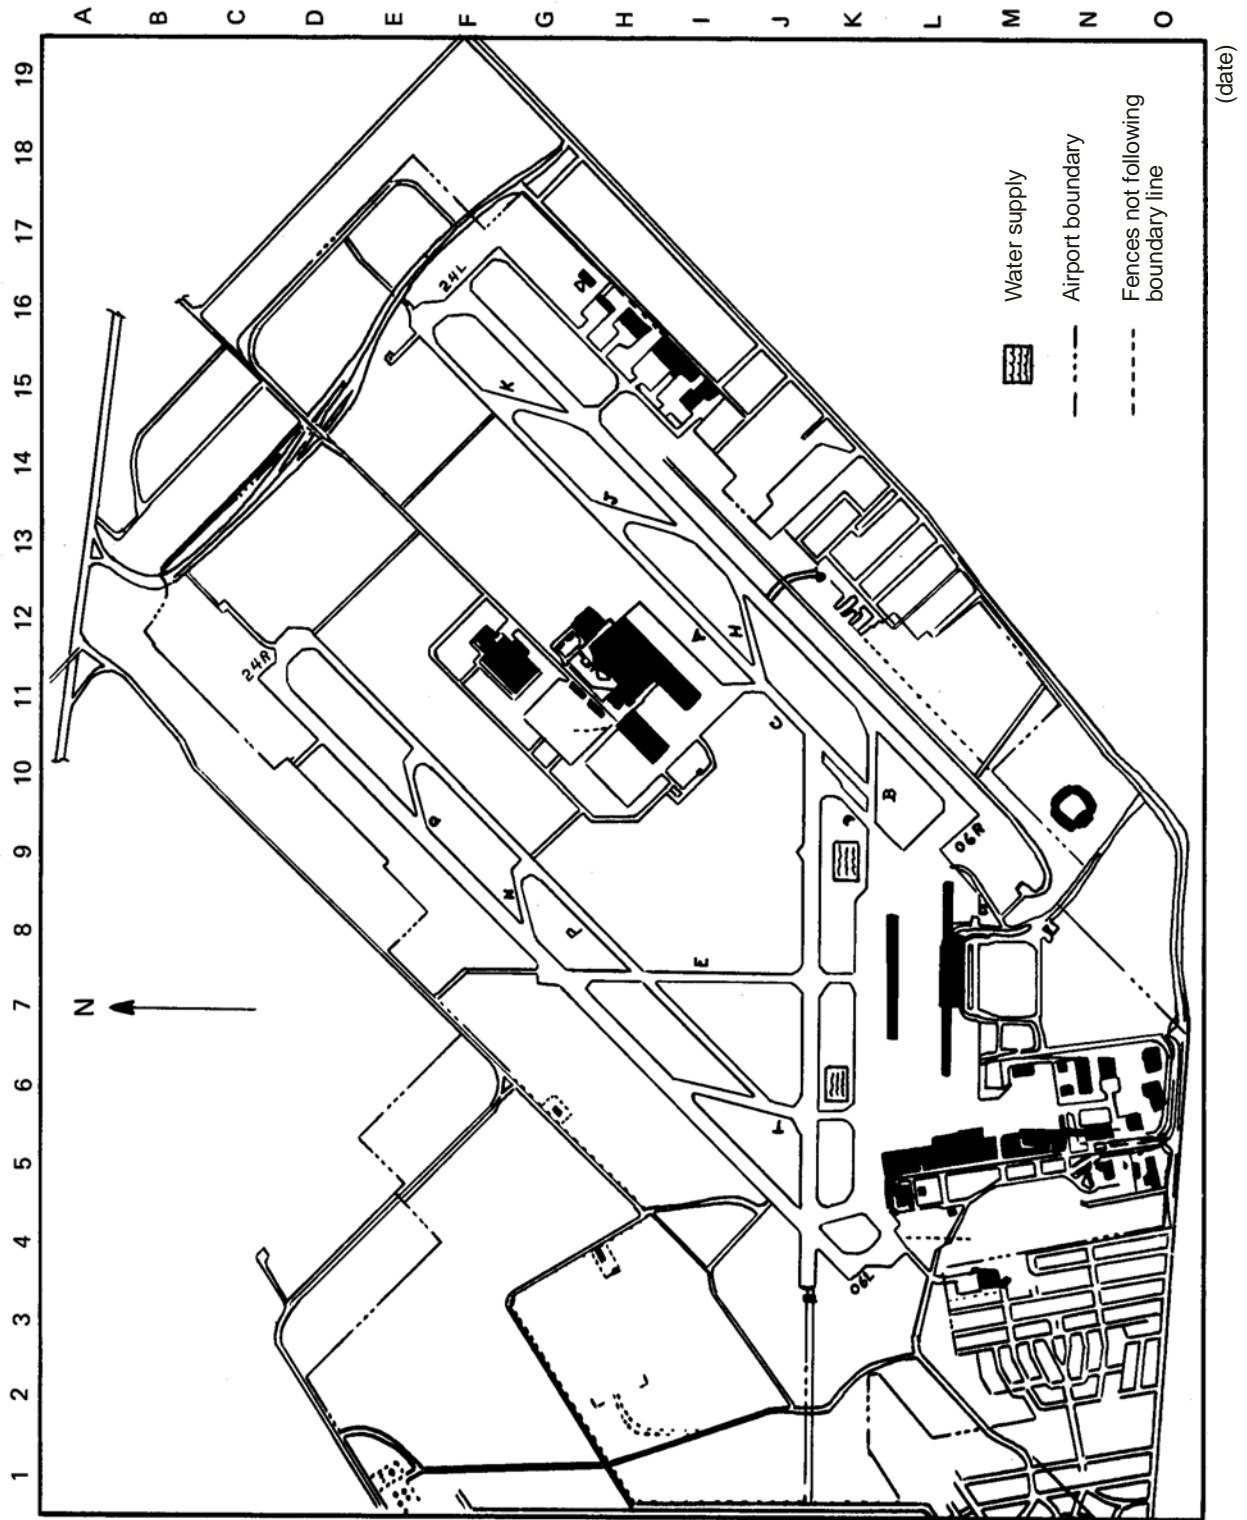 A B C D E F G H I J K L M N O
19
18
17
16
15
14
13
12
11
10
9
8
7
6
5
4
3
2
1
24L
K
J
24R
A
H
C
B
06R
N
P
E
T
06L
N
Water supply
Airport boundary
Fences not following
boundary line
(date)